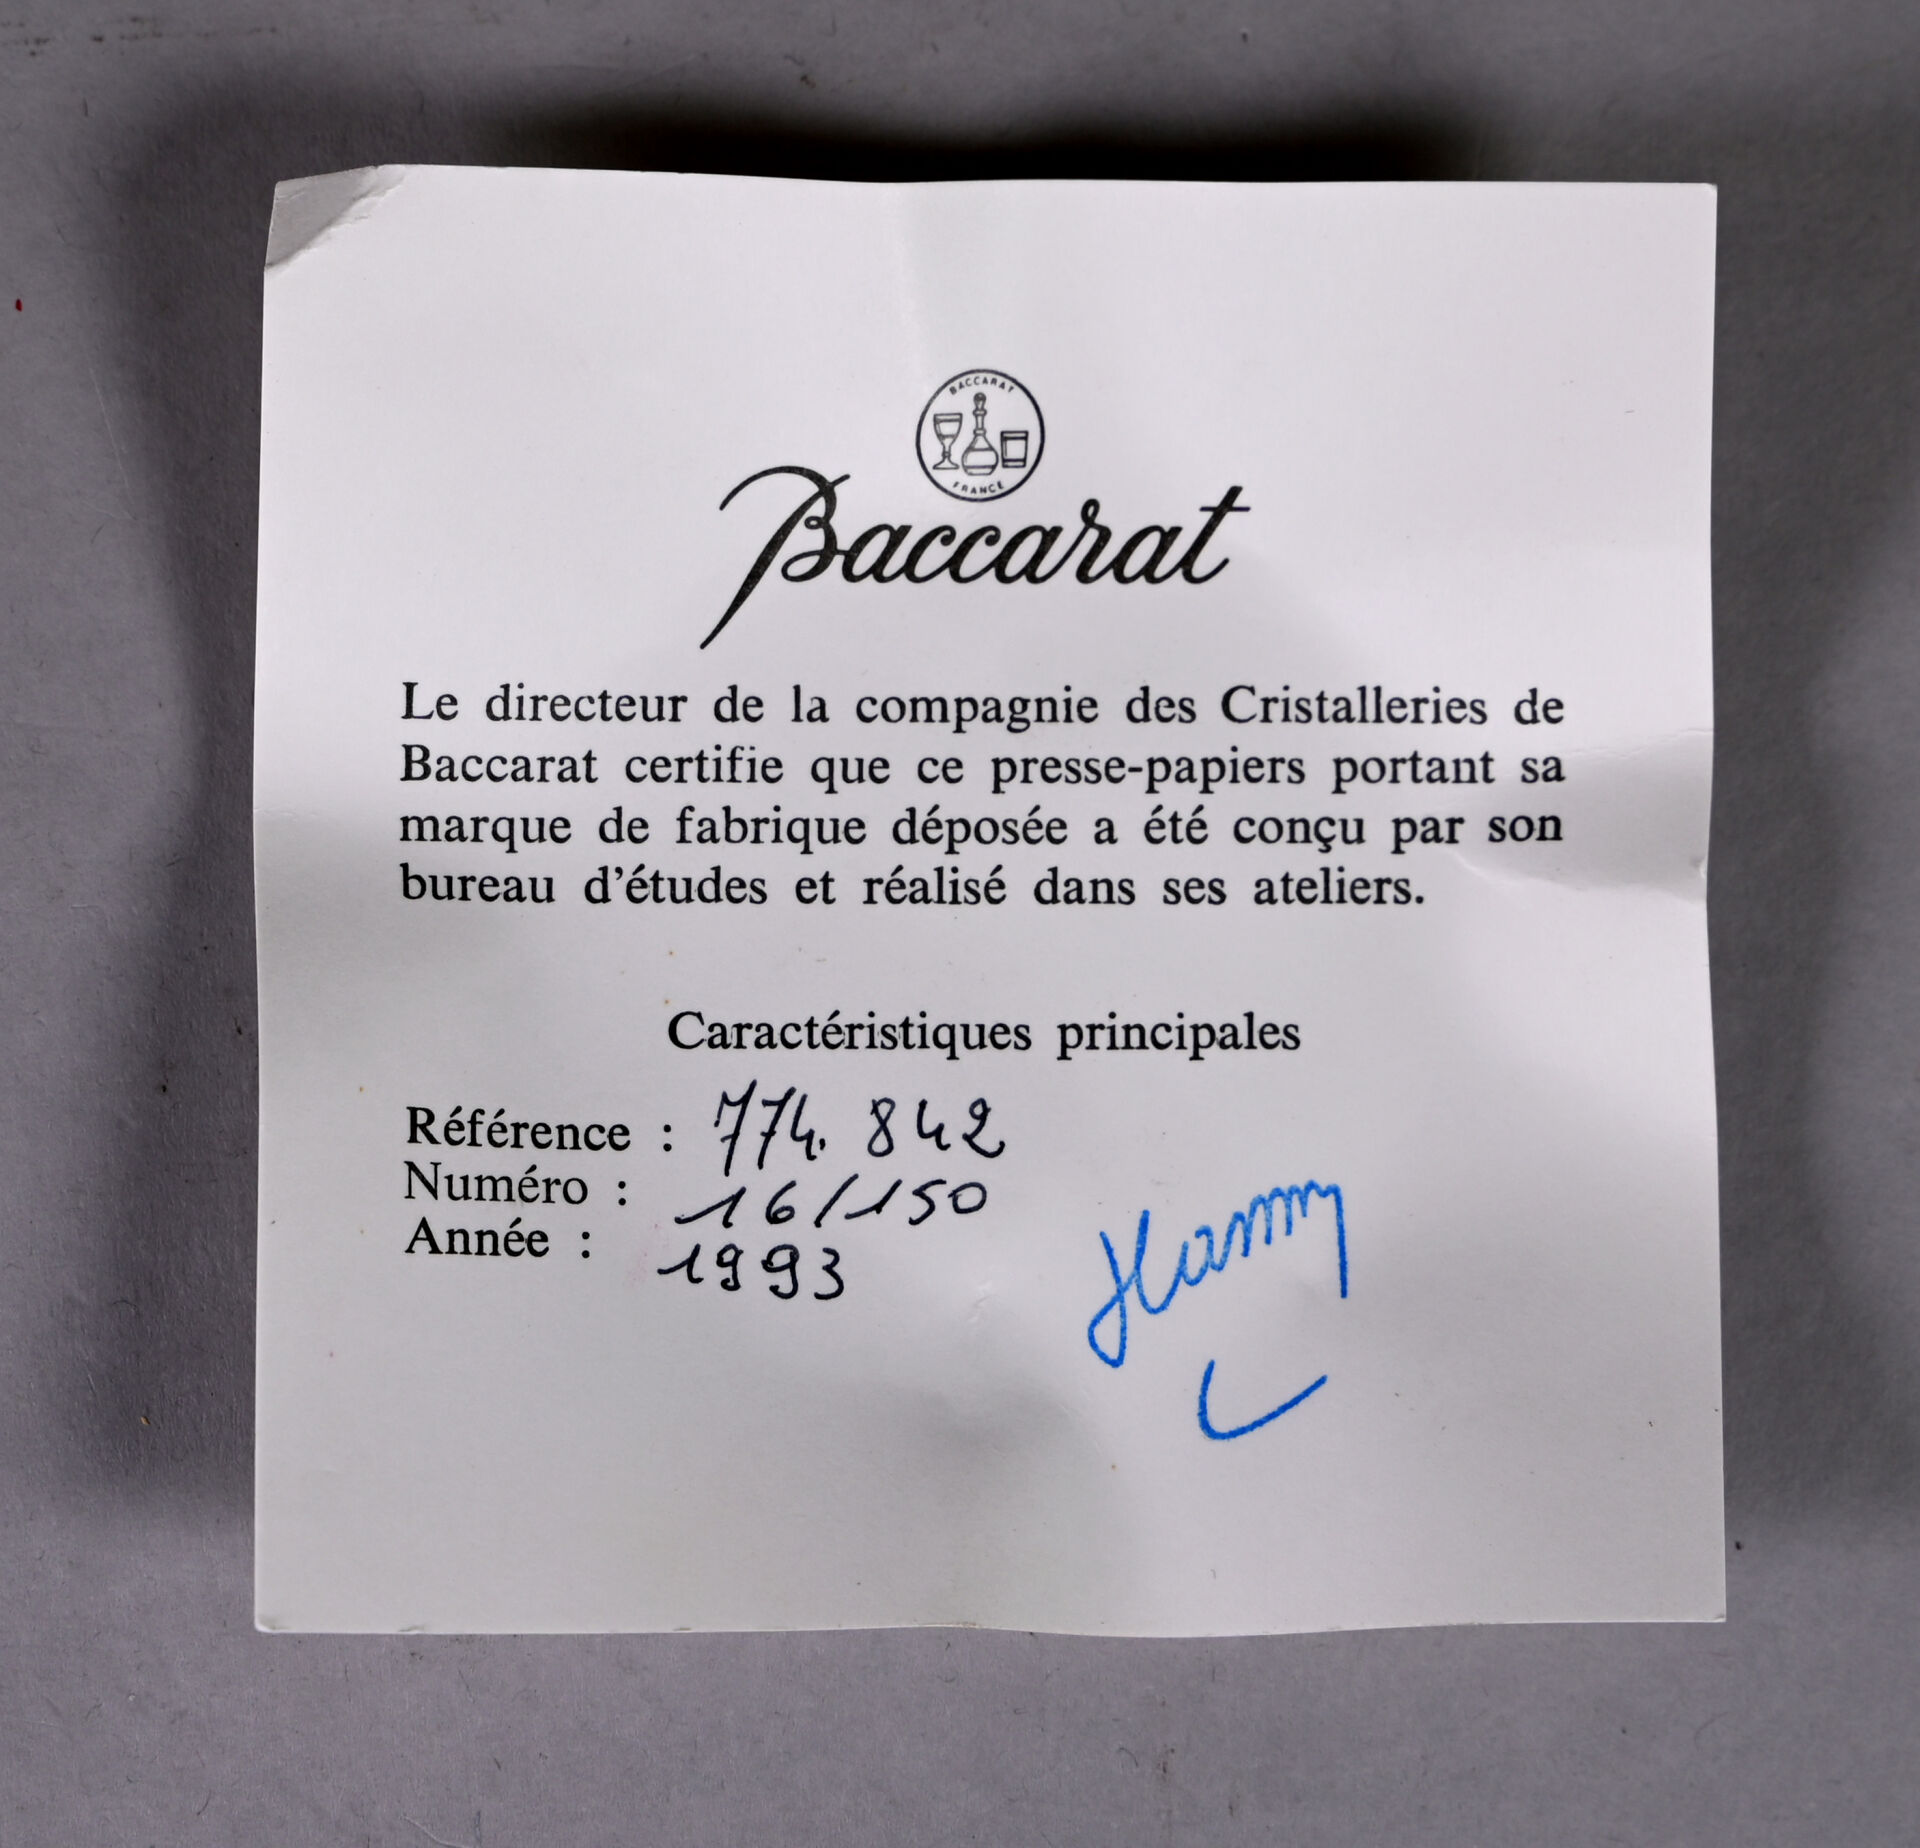 BACCARAT
FRANCE
Baccarat
Le directeur de la compagnie des Cristalleries de
Baccarat certifie que ce presse-papiers portant sa
marque de fabrique déposée a été conçu par son
bureau d'études et réalisé dans ses ateliers.
Caractéristiques principales
Référence : 774. 842
Numéro : 16/150
Année : 1993